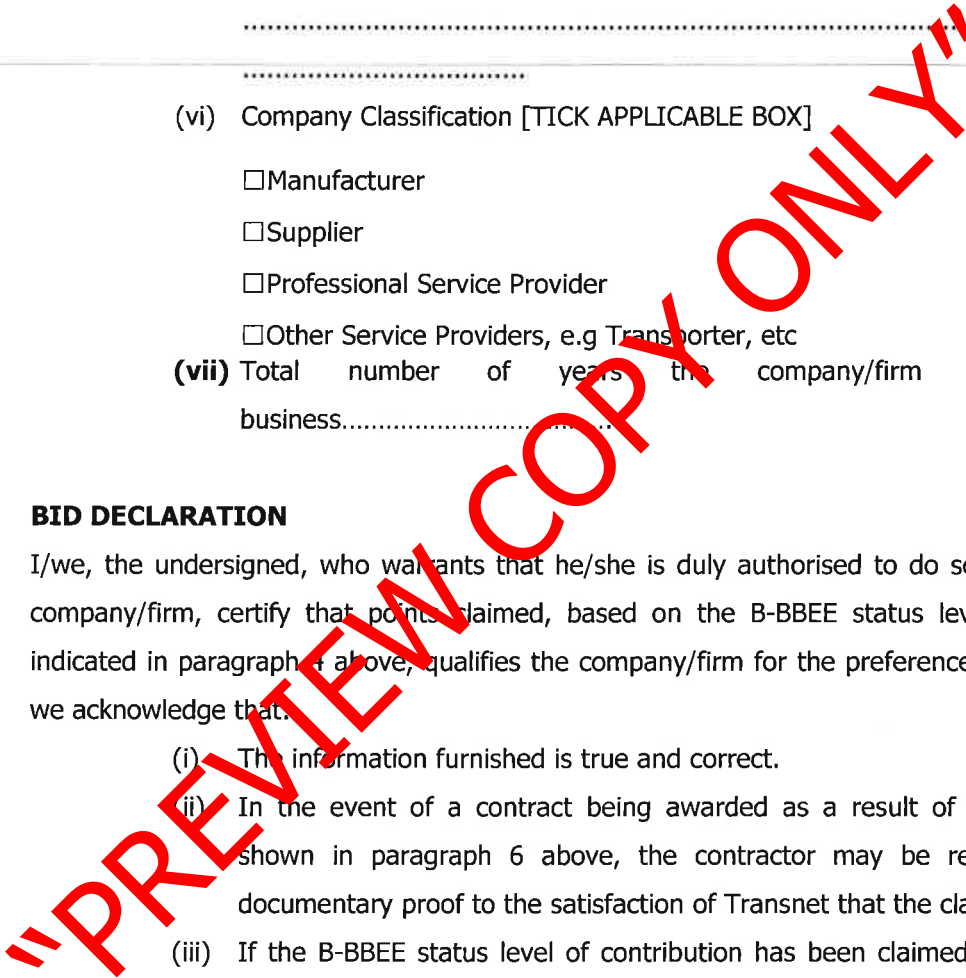 (vi) Company Classification [TICK APPLICABLE BOX]
☐Manufacturer
☐Supplier
☐Professional Service Provider
☐Other Service Providers, e.g Transporter, etc
(vii) Total number of years the company/firm
business....................................
BID DECLARATION
I/we, the undersigned, who warrants that he/she is duly authorised to do
company/firm, certify that points claimed, based on the B-BBEE status
indicated in paragraph 4 above, qualifies the company/firm for the preference
we acknowledge that:
(i) The information furnished is true and correct.
(ii) In the event of a contract being awarded as a result of
shown in paragraph 6 above, the contractor may be
documentary proof to the satisfaction of Transnet that the
(iii) If the B-BBEE status level of contribution has been claimed
"PREVIEW COPY ONLY"